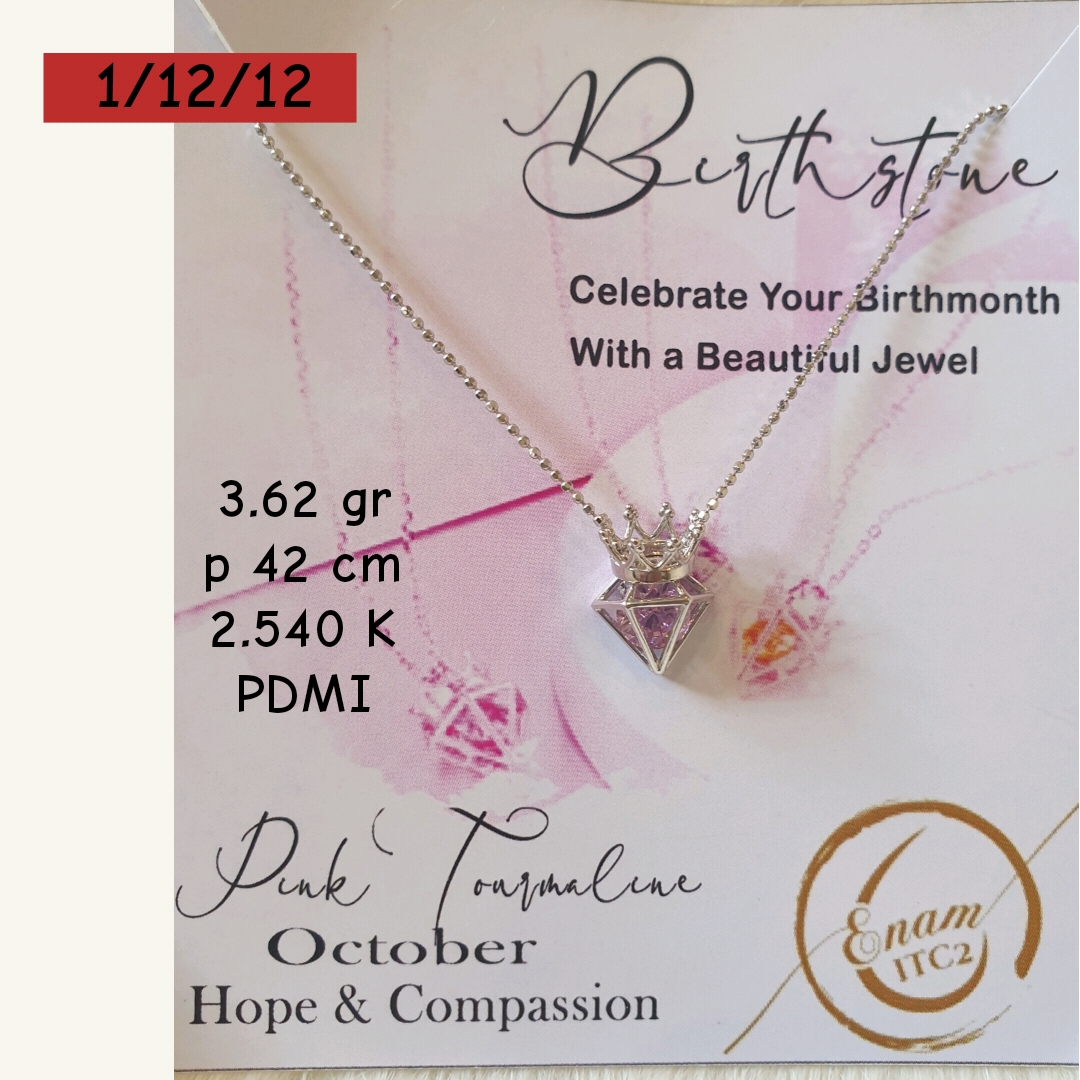 1/12/12
Birthstone
Celebrate Your Birthmonth
With a Beautiful Jewel
3.62 gr
p 42 cm
2.540 K
PDMI
Pink Tourmaline
October
Hope & Compassion
Enam
ITC2